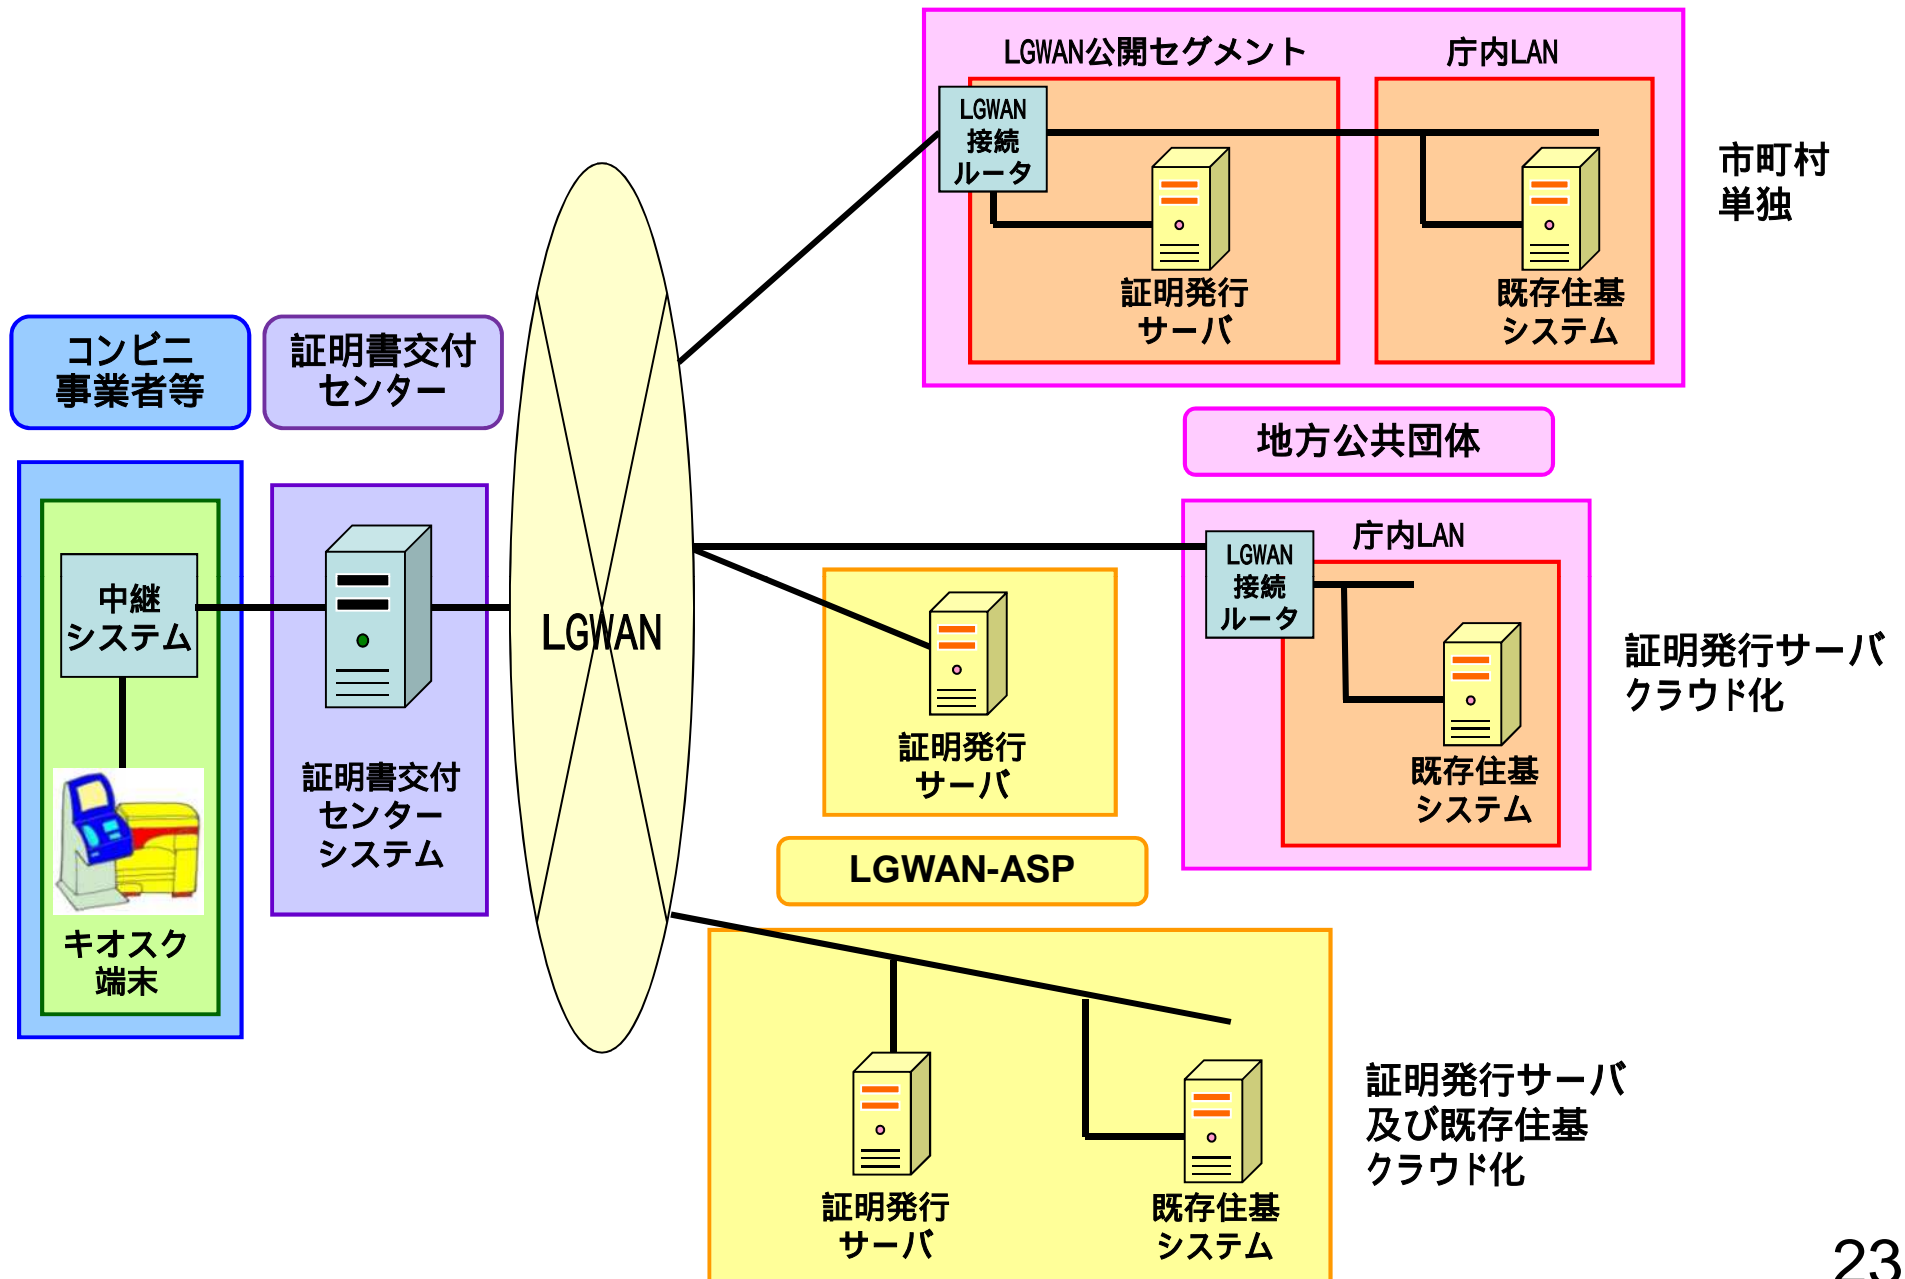 LGWAN公開セグメント
庁内LAN
LGWAN
接続
ルータ
証明発行
サーバ
既存住基
システム
市町村
単独
コンビニ
事業者等
証明書交付
センター
地方公共団体
中継
システム
キオスク
端末
証明書交付
センター
システム
LGWAN
庁内LAN
LGWAN
接続
ルータ
既存住基
システム
証明発行
サーバ
証明発行サーバ
クラウド化
LGWAN-ASP
証明発行
サーバ
既存住基
システム
証明発行サーバ
及び既存住基
クラウド化
23